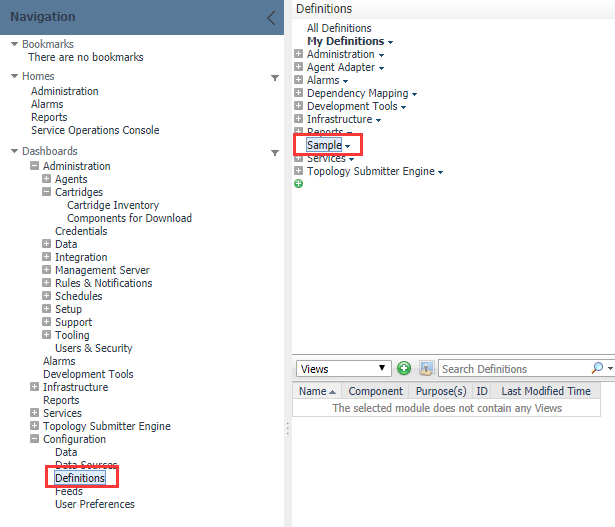 Navigation
Bookmarks
There are no bookmarks
Homes
Administration
Alarms
Reports
Service Operations Console
Dashboards
Administration
Agents
Cartridges
Cartridge Inventory
Components for Download
Credentials
Data
Integration
Management Server
Rules & Notifications
Schedules
Setup
Support
Tooling
Users & Security
Alarms
Development Tools
Infrastructure
Reports
Services
Topology Submitter Engine
Configuration
Data
Data Sources
Definitions
Feeds
User Preferences
Definitions
All Definitions
My Definitions
Administration
Agent Adapter
Alarms
Dependency Mapping
Development Tools
Infrastructure
Reports
Sample
Services
Topology Submitter Engine
Views Search Definitions
Name Component Purpose(s) ID Last Modified Time
The selected module does not contain any Views